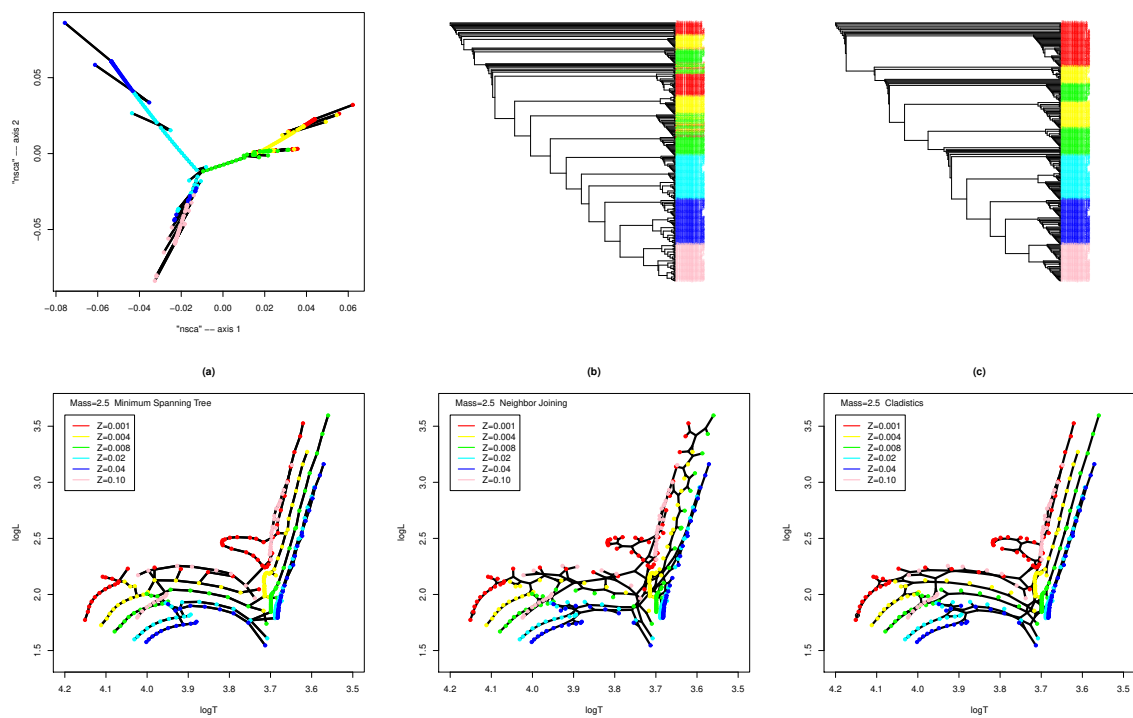 0.05
0.00
−0.05
"nsca" −− axis 2
−0.08
−0.06
−0.04
−0.02
0.00
0.02
0.04
0.06
"nsca" −− axis 1
(a)
(b)
(c)
Mass=2.5 Minimum Spanning Tree
Z=0.001
Z=0.004
Z=0.008
Z=0.02
Z=0.04
Z=0.10
3.5
3.0
2.5
2.0
1.5
logL
4.2
4.1
4.0
3.9
3.8
3.7
3.6
3.5
logT
Mass=2.5 Neighbor Joining
Z=0.001
Z=0.004
Z=0.008
Z=0.02
Z=0.04
Z=0.10
3.5
3.0
2.5
2.0
1.5
logL
4.2
4.1
4.0
3.9
3.8
3.7
3.6
3.5
logT
Mass=2.5 Cladistics
Z=0.001
Z=0.004
Z=0.008
Z=0.02
Z=0.04
Z=0.10
3.5
3.0
2.5
2.0
1.5
logL
4.2
4.1
4.0
3.9
3.8
3.7
3.6
3.5
logT